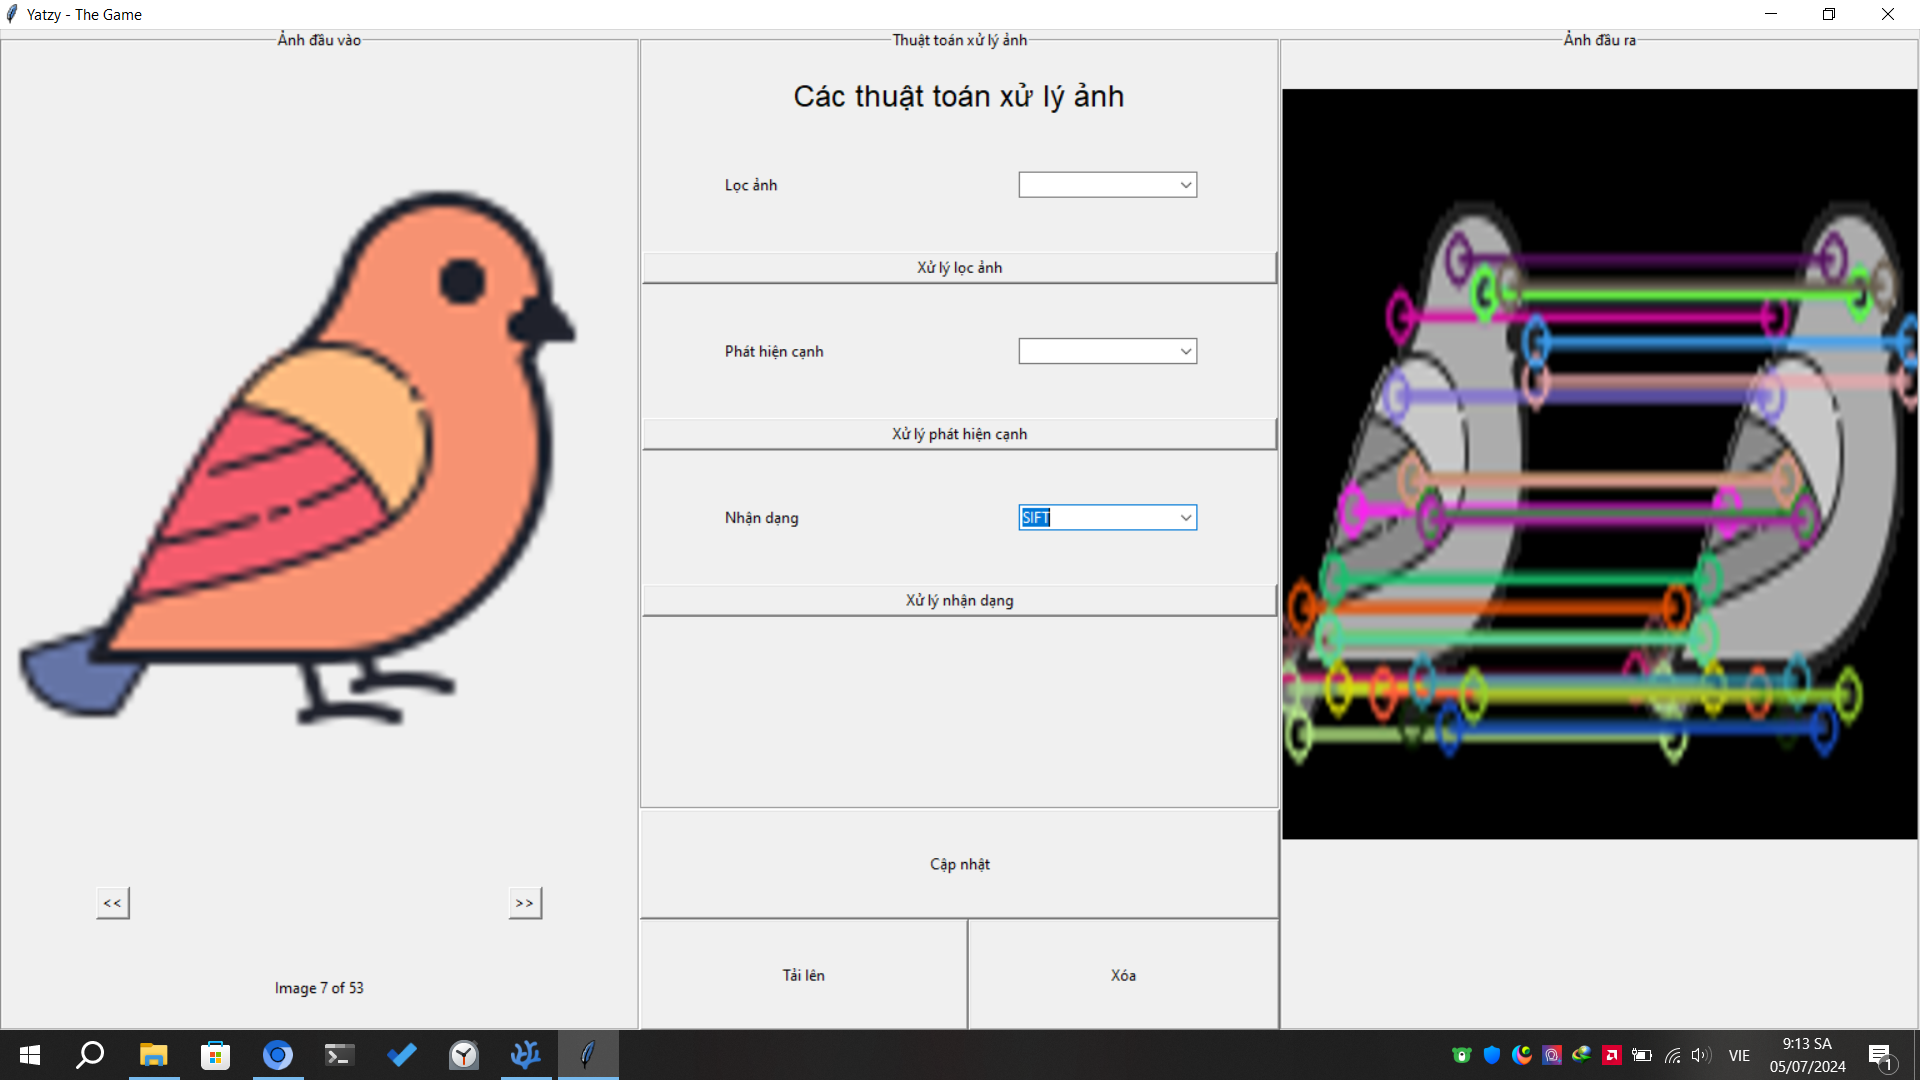 Yatzy - The Game
Ảnh đầu vào
Thuật toán xử lý ảnh
Ảnh đầu ra
Các thuật toán xử lý ảnh
Lọc ảnh
Xử lý lọc ảnh
Phát hiện cạnh
Xử lý phát hiện cạnh
Nhận dạng
SIFT
Xử lý nhận dạng
Cập nhật
<<
>>
Tải lên
Xóa
Image 7 of 53
VIE
9:13 SA
05/07/2024
1